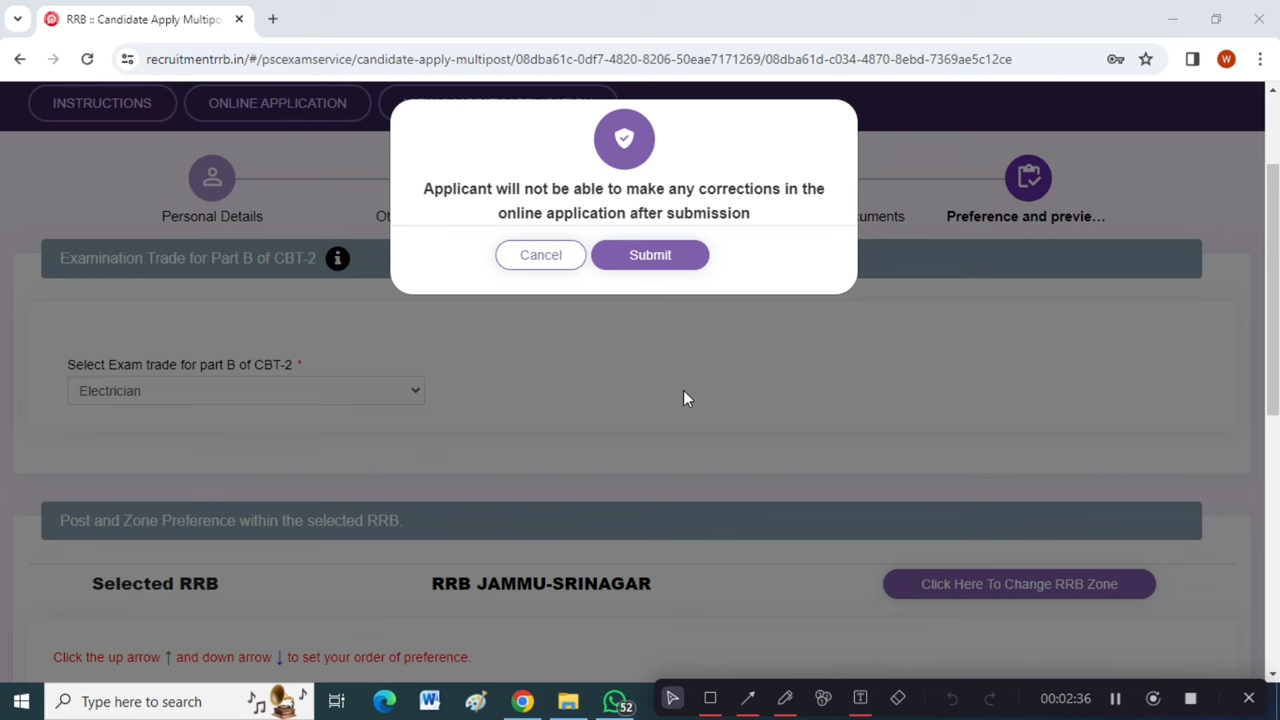 RRB :: Candidate Apply Multipo
recruitmentrrb.in/#/pscexamservice/candidate-apply-multipost/08dba61c-0df7-4820-8206-50eae7171269/08dba61d-c034-4870-8ebd-7369ae5c12ce
W
INSTRUCTIONS
ONLINE APPLICATION
Applicant will not be able to make any corrections in the
online application after submission
Cancel
Submit
Personal Details
Ot
cuments
Preference and previe...
Examination Trade for Part B of CBT-2
Select Exam trade for part B of CBT-2 *
Electrician
Post and Zone Preference within the selected RRB.
Selected RRB
RRB JAMMU-SRINAGAR
Click Here To Change RRB Zone
Click the up arrow ↑ and down arrow ↓ to set your order of preference.
Type here to search
W
52
T
00:02:36